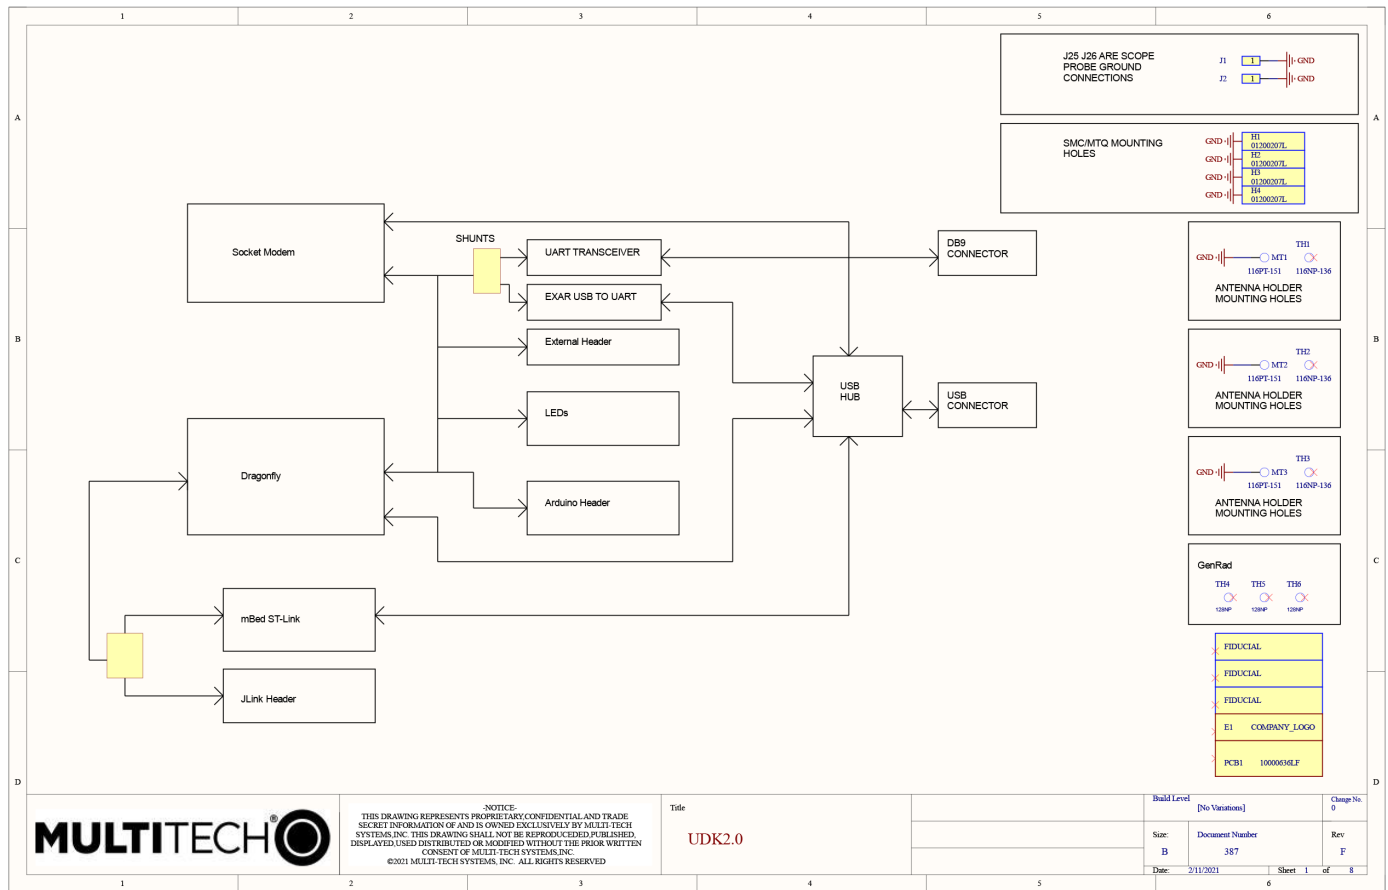 1 2 3 4 5 6
A
B
C
D
A
B
C
D
J25 J26 ARE SCOPE
PROBE GROUND
CONNECTIONS
J1 1 GND
J2 1 GND
SMC/MTQ MOUNTING
HOLES
GND H1
01200207L
GND H2
01200207L
GND H3
01200207L
GND H4
01200207L
Socket Modem
SHUNTS
UART TRANSCEIVER
EXAR USB TO UART
External Header
LEDs
Dragonfly
Arduino Header
mBed ST-Link
JLink Header
DB9
CONNECTOR
USB
HUB
USB
CONNECTOR
TH1
GND MT1
116PT-151 116NP-136
ANTENNA HOLDER
MOUNTING HOLES
TH2
GND MT2
116PT-151 116NP-136
ANTENNA HOLDER
MOUNTING HOLES
TH3
GND MT3
116PT-151 116NP-136
ANTENNA HOLDER
MOUNTING HOLES
GenRad
TH4 TH5 TH6
128NP 128NP 128NP
FIDUCIAL
FIDUCIAL
FIDUCIAL
E1 COMPANY_LOGO
PCB1 10000636LF
MULTITECH
-NOTICE-
THIS DRAWING REPRESENTS PROPRIETARY,CONFIDENTIAL AND TRADE
SECRET INFORMATION OF AND IS OWNED EXCLUSIVELY BY MULTI-TECH
SYSTEMS,INC. THIS DRAWING SHALL NOT BE REPRODUCEDED,PUBLISHED,
DISPLAYED,USED DISTRIBUTED OR MODIFIED WITHOUT THE PRIOR WRITTEN
CONSENT OF MULTI-TECH SYSTEMS,INC.
©2021 MULTI-TECH SYSTEMS, INC. ALL RIGHTS RESERVED
Title
UDK2.0
Build Level
[No Variations]
Change No.
0
Size: Document Number Rev
B 387 F
Date: 2/11/2021 Sheet 1 of 8
1 2 3 4 5 6